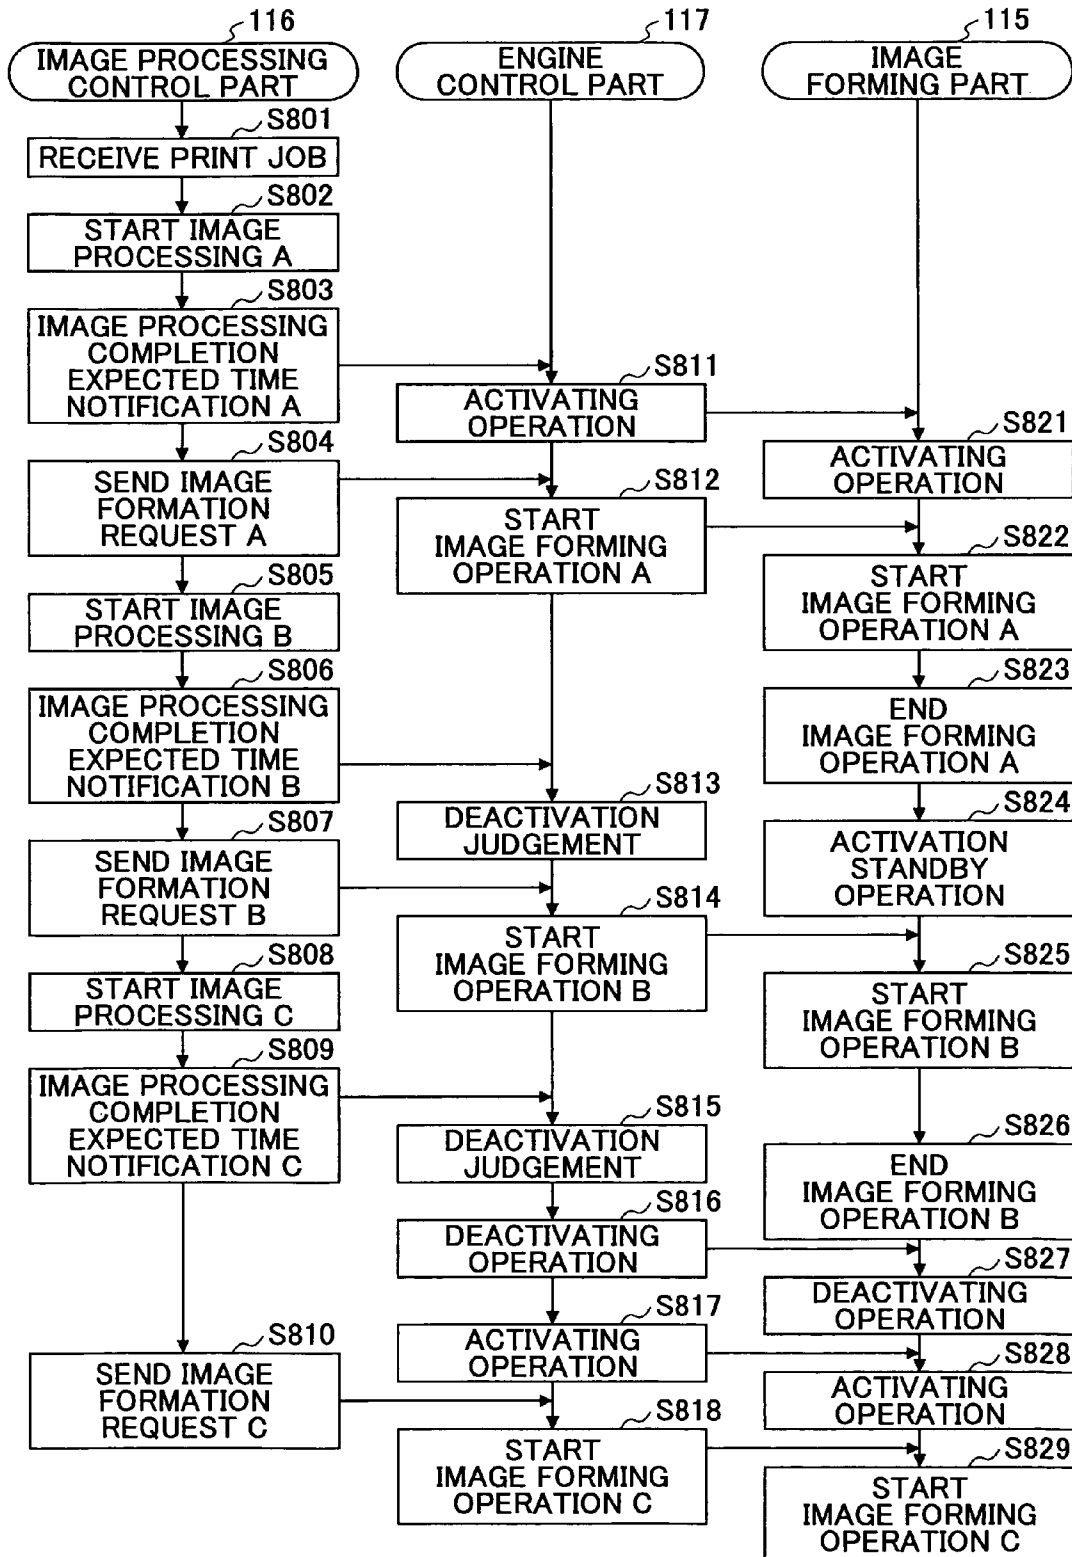 116
IMAGE PROCESSING
CONTROL PART
S801
RECEIVE PRINT JOB
S802
START IMAGE
PROCESSING A
S803
IMAGE PROCESSING
COMPLETION
EXPECTED TIME
NOTIFICATION A
S804
SEND IMAGE
FORMATION
REQUEST A
S805
START IMAGE
PROCESSING B
S806
IMAGE PROCESSING
COMPLETION
EXPECTED TIME
NOTIFICATION B
S807
SEND IMAGE
FORMATION
REQUEST B
S808
START IMAGE
PROCESSING C
S809
IMAGE PROCESSING
COMPLETION
EXPECTED TIME
NOTIFICATION C
S810
SEND IMAGE
FORMATION
REQUEST C
117
ENGINE
CONTROL PART
S811
ACTIVATING
OPERATION
S812
START
IMAGE FORMING
OPERATION A
S813
DEACTIVATION
JUDGEMENT
S814
START
IMAGE FORMING
OPERATION B
S815
DEACTIVATION
JUDGEMENT
S816
DEACTIVATING
OPERATION
S817
ACTIVATING
OPERATION
S818
START
IMAGE FORMING
OPERATION C
115
IMAGE
FORMING PART
S821
ACTIVATING
OPERATION
S822
START
IMAGE FORMING
OPERATION A
S823
END
IMAGE FORMING
OPERATION A
S824
ACTIVATION
STANDBY
OPERATION
S825
START
IMAGE FORMING
OPERATION B
S826
END
IMAGE FORMING
OPERATION B
S827
DEACTIVATING
OPERATION
S828
ACTIVATING
OPERATION
S829
START
IMAGE FORMING
OPERATION C